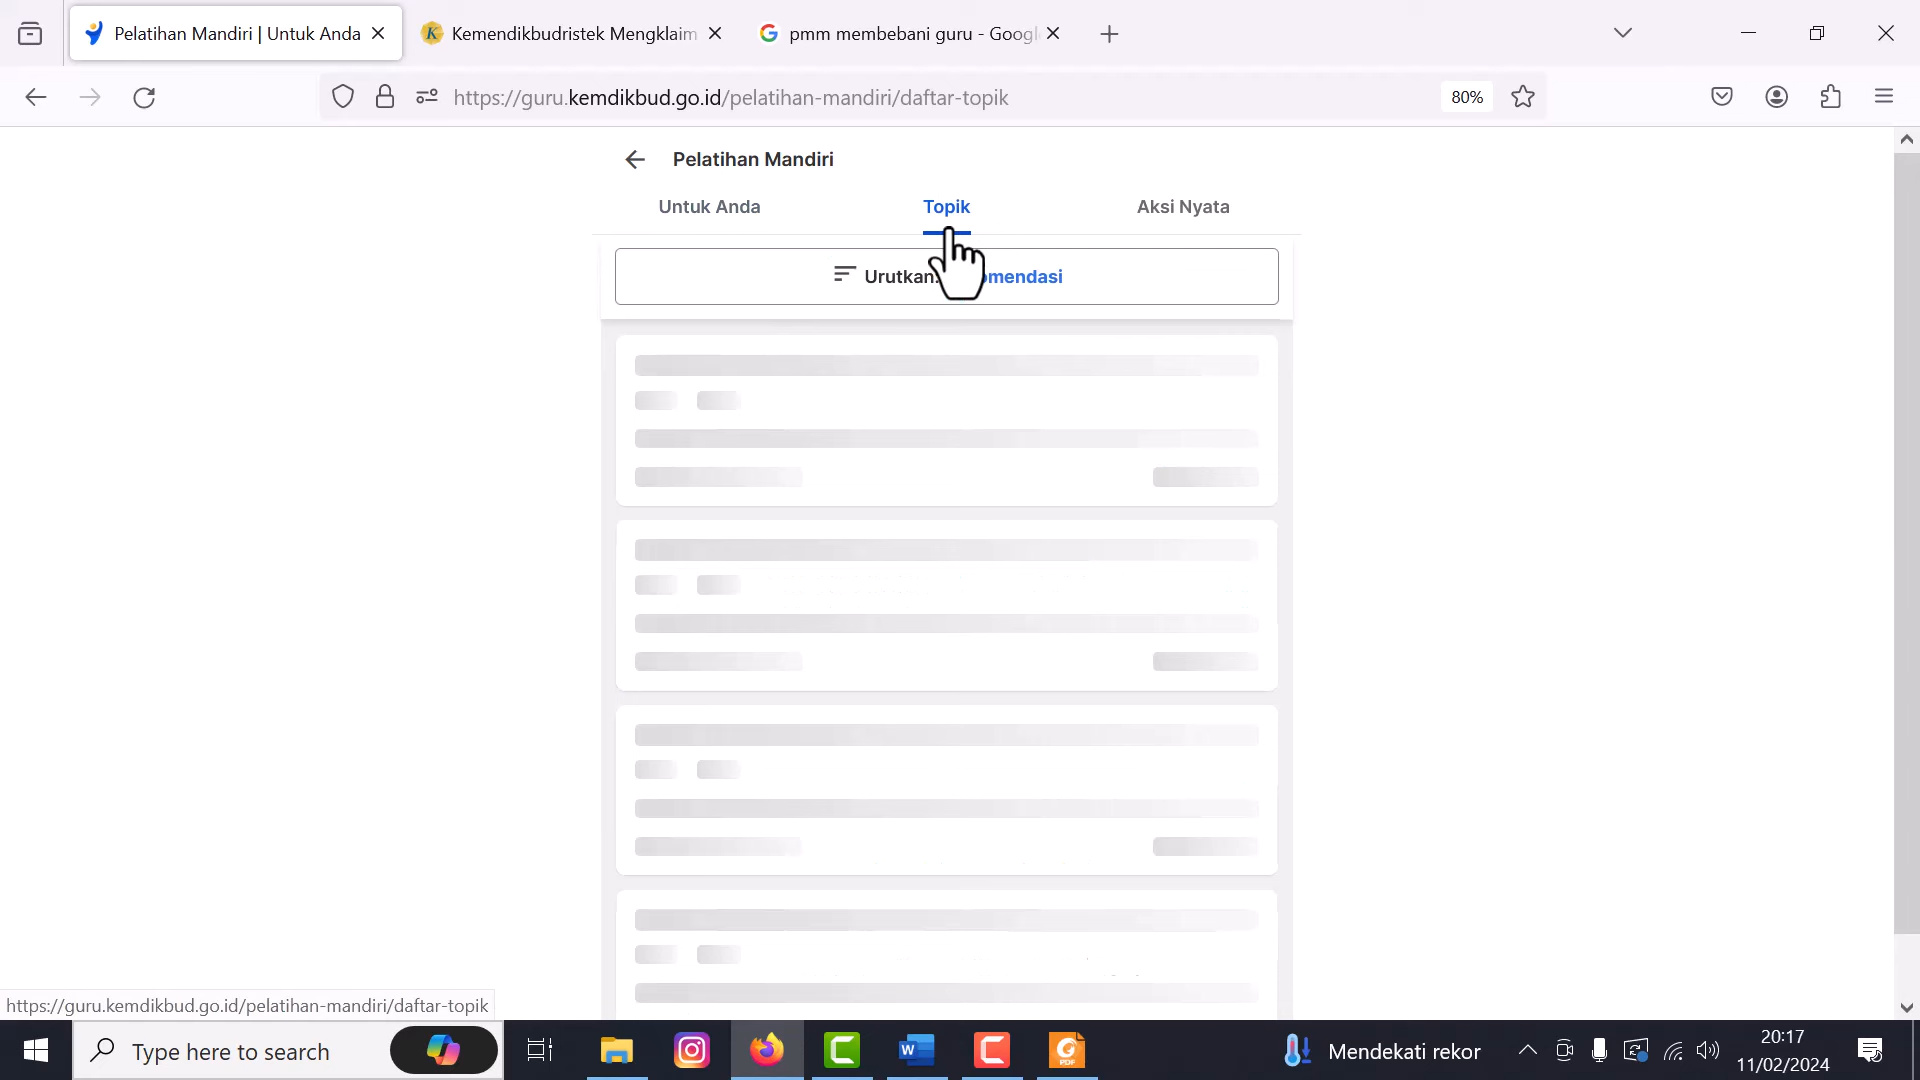 Pelatihan Mandiri | Untuk Anda
Kemendikbudristek Mengklaim
pmm membebani guru - Googl
https://guru.kemdikbud.go.id/pelatihan-mandiri/daftar-topik
80%
Pelatihan Mandiri
Untuk Anda
Topik
Aksi Nyata
Urutkan: omendasi
https://guru.kemdikbud.go.id/pelatihan-mandiri/daftar-topik
Type here to search
Mendekati rekor
20:17
11/02/2024